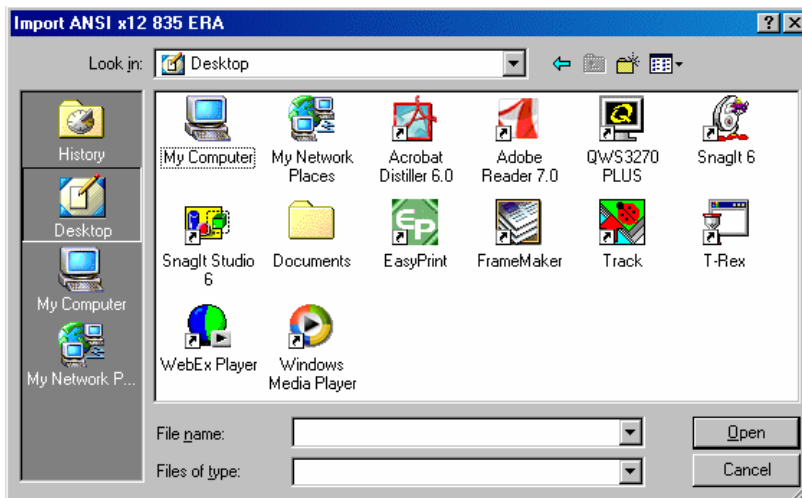 Import ANSI x12 835 ERA
Look in: Desktop
History
Desktop
My Computer
My Network P...
My Computer
My Network Places
Acrobat Distiller 6.0
Adobe Reader 7.0
QWS3270 PLUS
SnagIt 6
SnagIt Studio 6
Documents
EasyPrint
FrameMaker
Track
T-Rex
WebEx Player
Windows Media Player
File name:
Open
Files of type:
Cancel